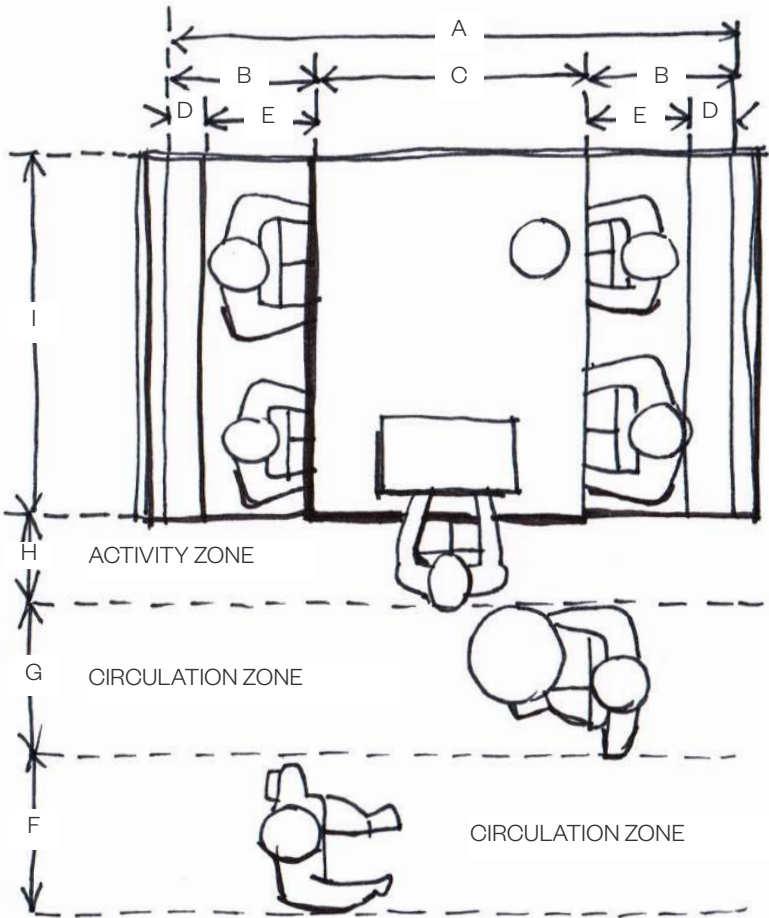 A
B C B
D E E D
I
H ACTIVITY ZONE
G CIRCULATION ZONE
F CIRCULATION ZONE